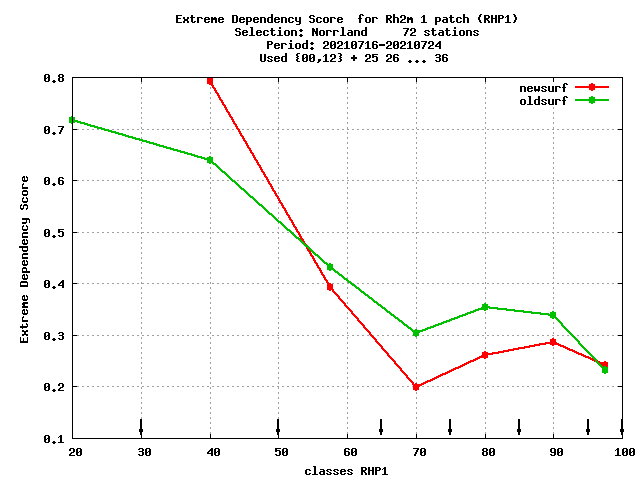 Extreme Dependency Score  for Rh2m 1 patch (RHP1)
Selection: Norrland     72 stations
Period: 20210716-20210724
Used {00,12} + 25 26 ... 36
newsurf
oldsurf
0.8
0.7
0.6
0.5
0.4
0.3
0.2
0.1
Extreme Dependency Score
20 30 40 50 60 70 80 90 100
classes RHP1